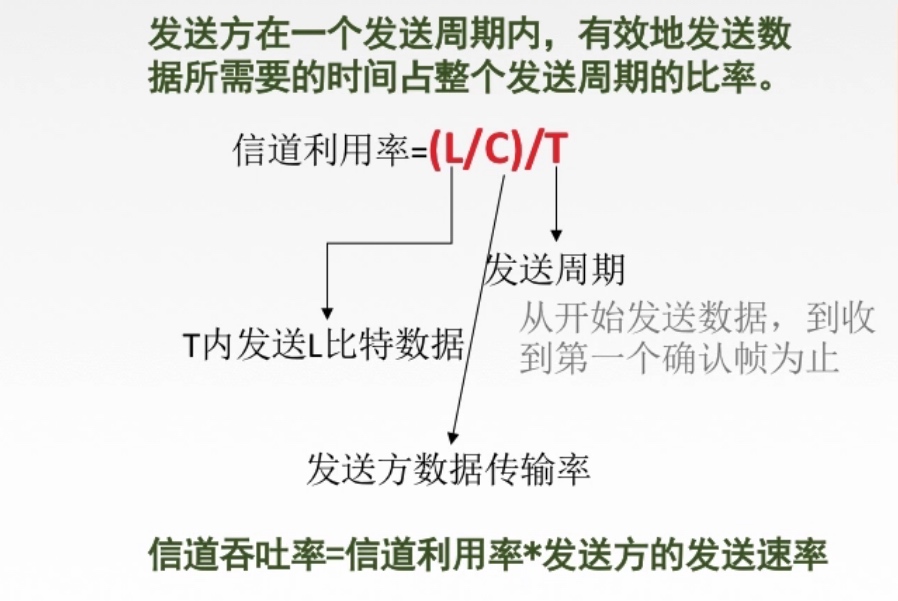 发送方在一个发送周期内，有效地发送数
据所需要的时间占整个发送周期的比率。
信道利用率=(L/C)/T
发送周期
从开始发送数据，到收
到第一个确认帧为止
T内发送L比特数据
发送方数据传输率
信道吞吐率=信道利用率*发送方的发送速率